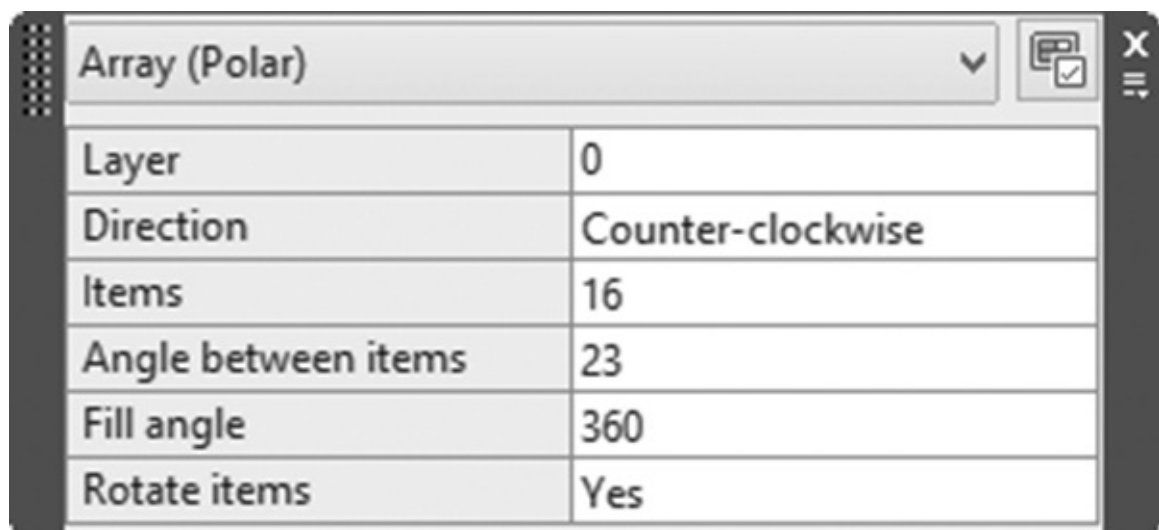 Array (Polar)
Layer 0
Direction Counter-clockwise
Items 16
Angle between items 23
Fill angle 360
Rotate items Yes